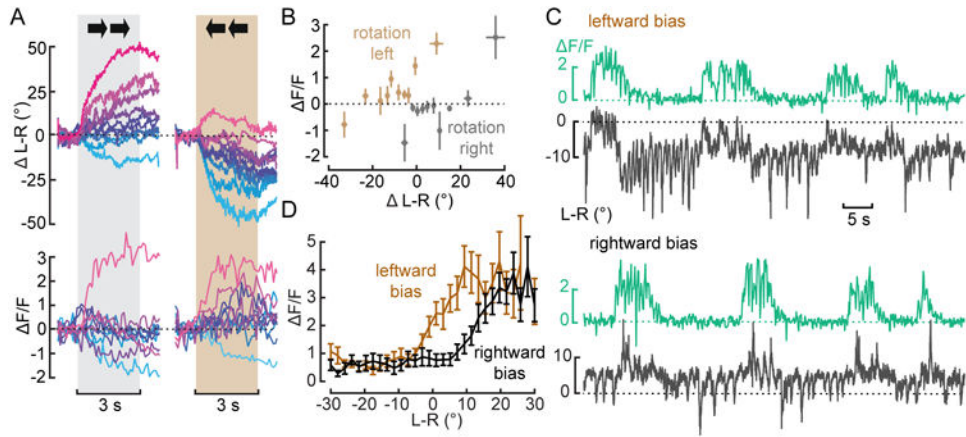 A
50
25
0
-25
-50
Δ L-R (°)
3
2
1
0
-1
-2
ΔF/F
3 s
3 s
B
3
2
1
0
-1
2
ΔF/F
rotation
left
rotation
right
-40
-20
0
20
40
Δ L-R (°)
C
leftward bias
ΔF/F
2
0
0
-10
L-R (°)
5 s
rightward bias
2
0
10
0
D
5
4
3
2
1
0
ΔF/F
leftward
bias
rightward
bias
-30
-20
-10
0
10
20
30
L-R (°)